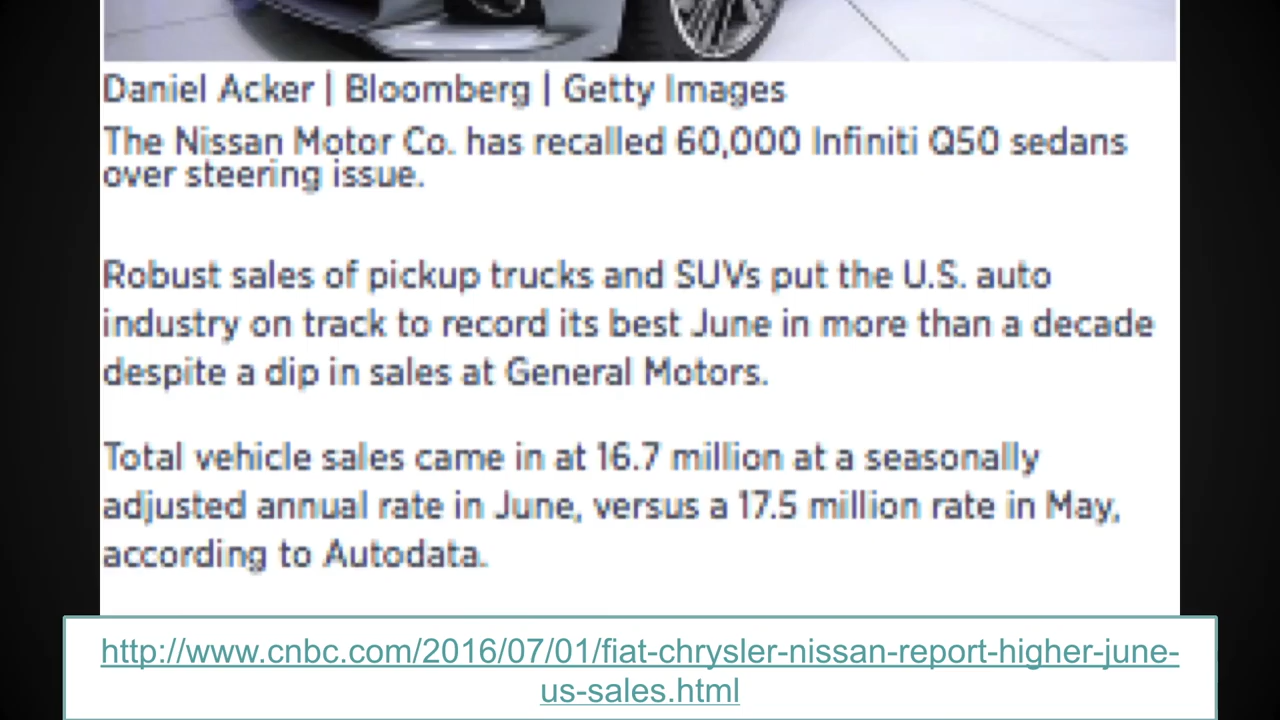 Daniel Acker | Bloomberg | Getty Images
The Nissan Motor Co. has recalled 60,000 Infiniti Q50 sedans
over steering issue.
Robust sales of pickup trucks and SUVs put the U.S. auto
industry on track to record its best June in more than a decade
despite a dip in sales at General Motors.
Total vehicle sales came in at 16.7 million at a seasonally
adjusted annual rate in June, versus a 17.5 million rate in May,
according to Autodata.
http://www.cnbc.com/2016/07/01/fiat-chrysler-nissan-report-higher-june-
us-sales.html